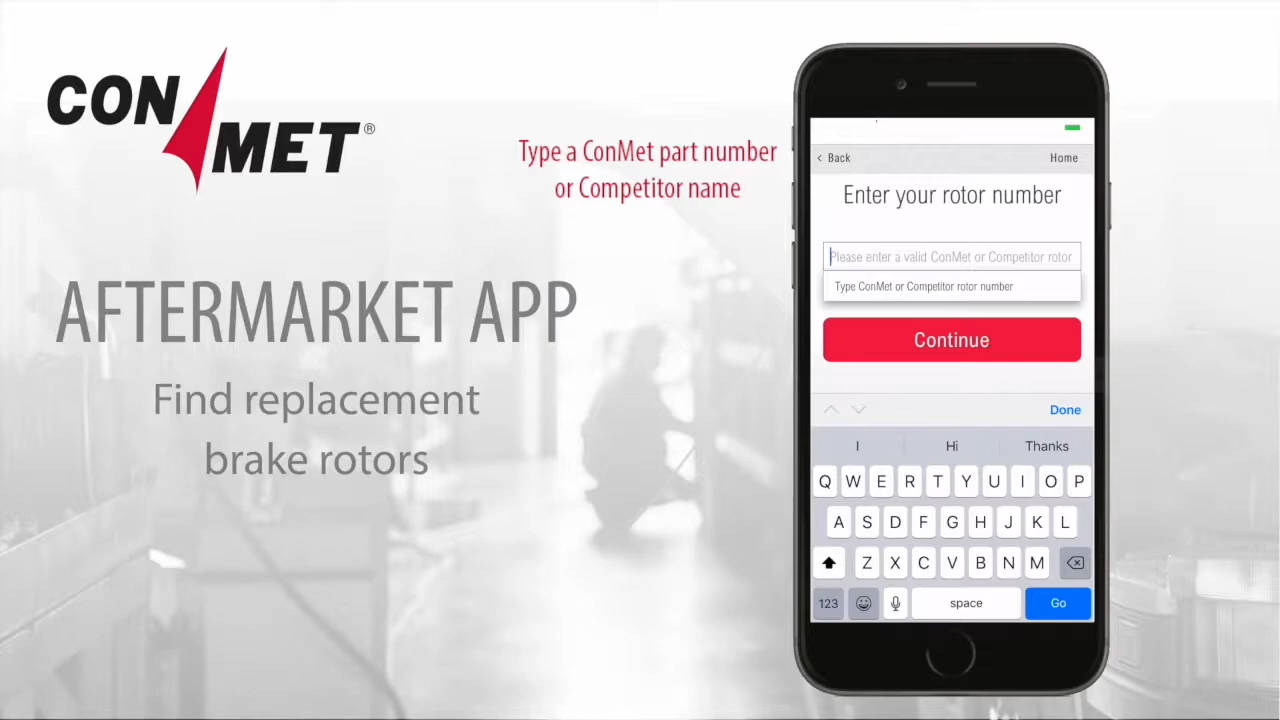 CONMET®
Type a ConMet part number
or Competitor name
AFTERMARKET APP
Find replacement
brake rotors
< Back
Home
Enter your rotor number
Please enter a valid ConMet or Competitor rotor
Type ConMet or Competitor rotor number
Continue
Done
I Hi Thanks
Q W E R T Y U I O P
A S D F G H J K L
Z X C V B N M
123 space Go